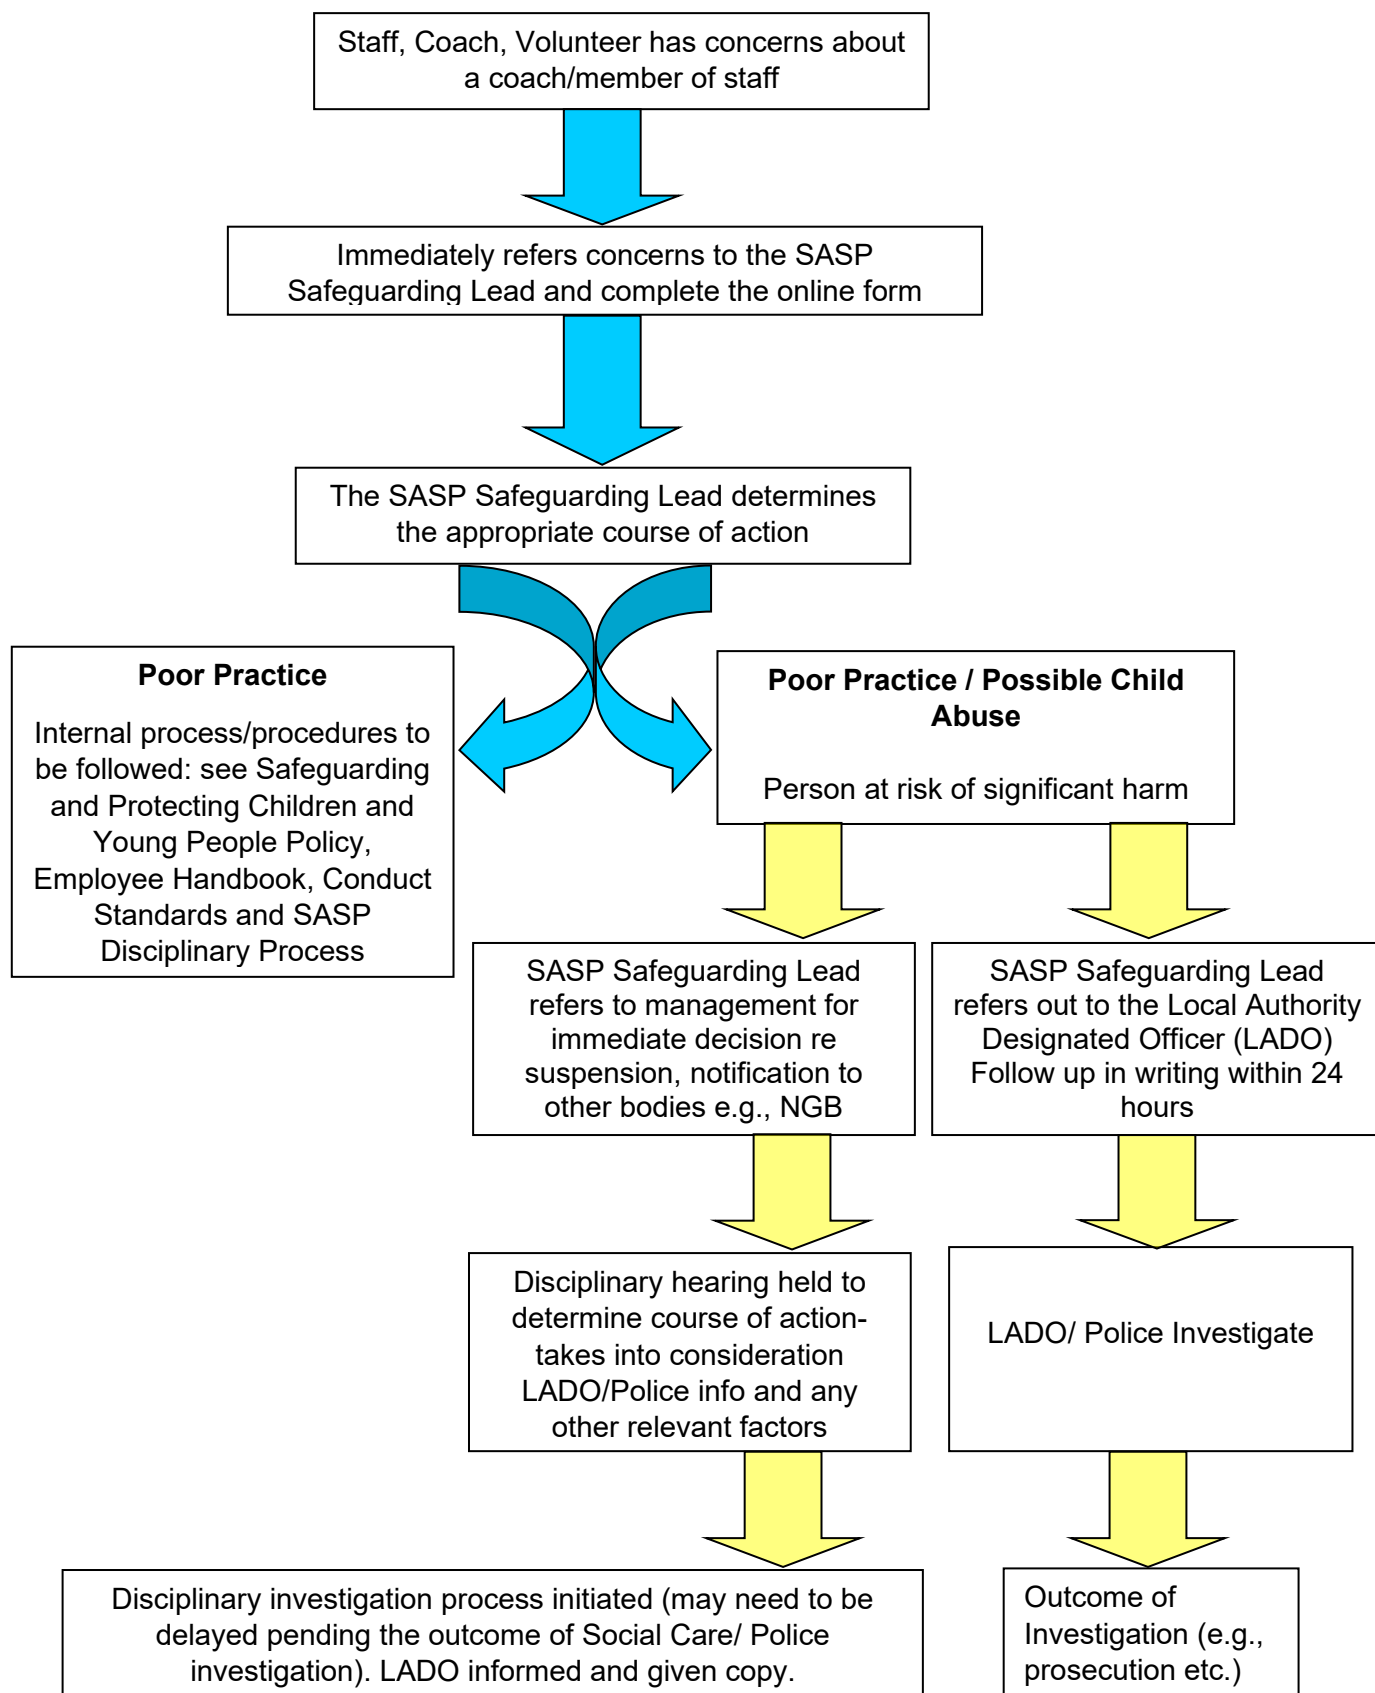 Staff, Coach, Volunteer has concerns about
a coach/member of staff
Immediately refers concerns to the SASP
Safeguarding Lead and complete the online form
The SASP Safeguarding Lead determines
the appropriate course of action
Poor Practice
Internal process/procedures to
be followed: see Safeguarding
and Protecting Children and
Young People Policy,
Employee Handbook, Conduct
Standards and SASP
Disciplinary Process
Poor Practice / Possible Child
Abuse
Person at risk of significant harm
SASP Safeguarding Lead
refers to management for
immediate decision re
suspension, notification to
other bodies e.g., NGB
SASP Safeguarding Lead
refers out to the Local Authority
Designated Officer (LADO)
Follow up in writing within 24
hours
Disciplinary hearing held to
determine course of action-
takes into consideration
LADO/Police info and any
other relevant factors
LADO/ Police Investigate
Disciplinary investigation process initiated (may need to be
delayed pending the outcome of Social Care/ Police
investigation). LADO informed and given copy.
Outcome of
Investigation (e.g.,
prosecution etc.)